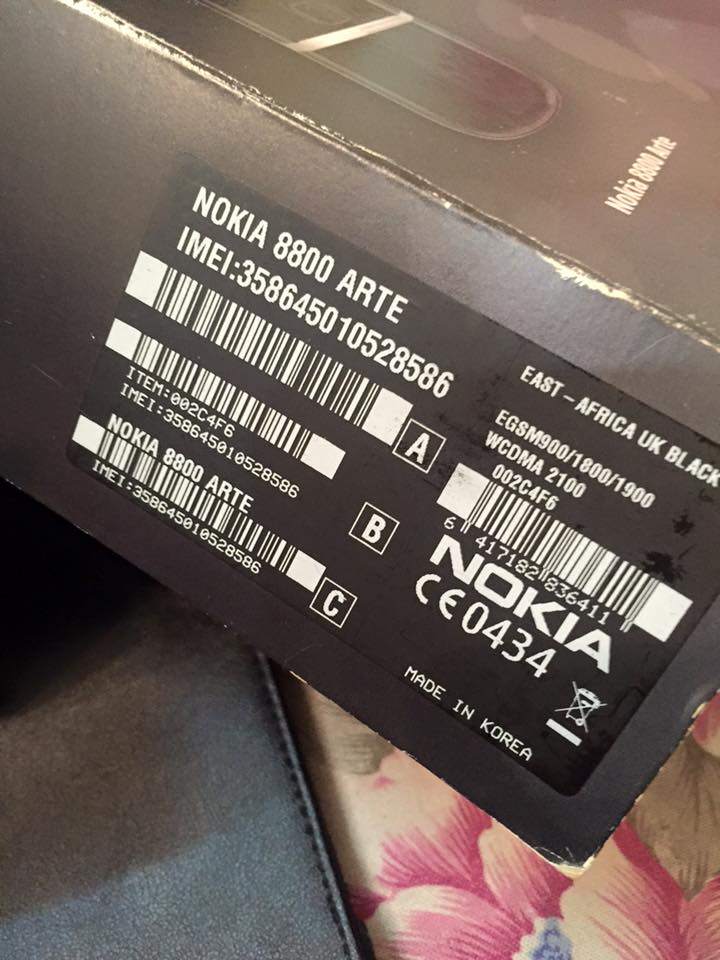 Nokia 8800 Arte
NOKIA 8800 ARTE
IMEI:358645010528586
A
ITEM:002C4F6
IMEI:358645010528586
B
NOKIA 8800 ARTE
IMEI:358645010528586
C
EAST-AFRICA UK BLACK
EGSM900/1800/1900
WCDMA 2100
002C4F6
6 417182 836411
NOKIA
CE0434
MADE IN KOREA